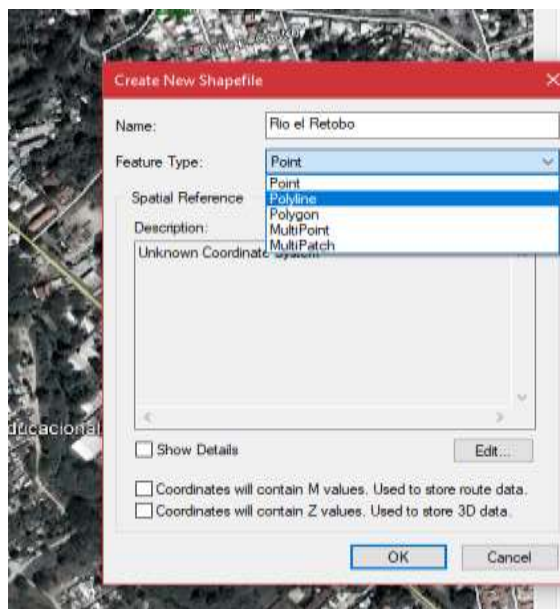 Create New Shapefile
Name:
Rio el Retobo
Feature Type:
Point
Point
Polyline
Polygon
MultiPoint
MultiPatch
Spatial Reference
Description:
Unknown Coordinate System
Show Details
Edit...
Coordinates will contain M values. Used to store route data.
Coordinates will contain Z values. Used to store 3D data.
OK
Cancel
ducacional